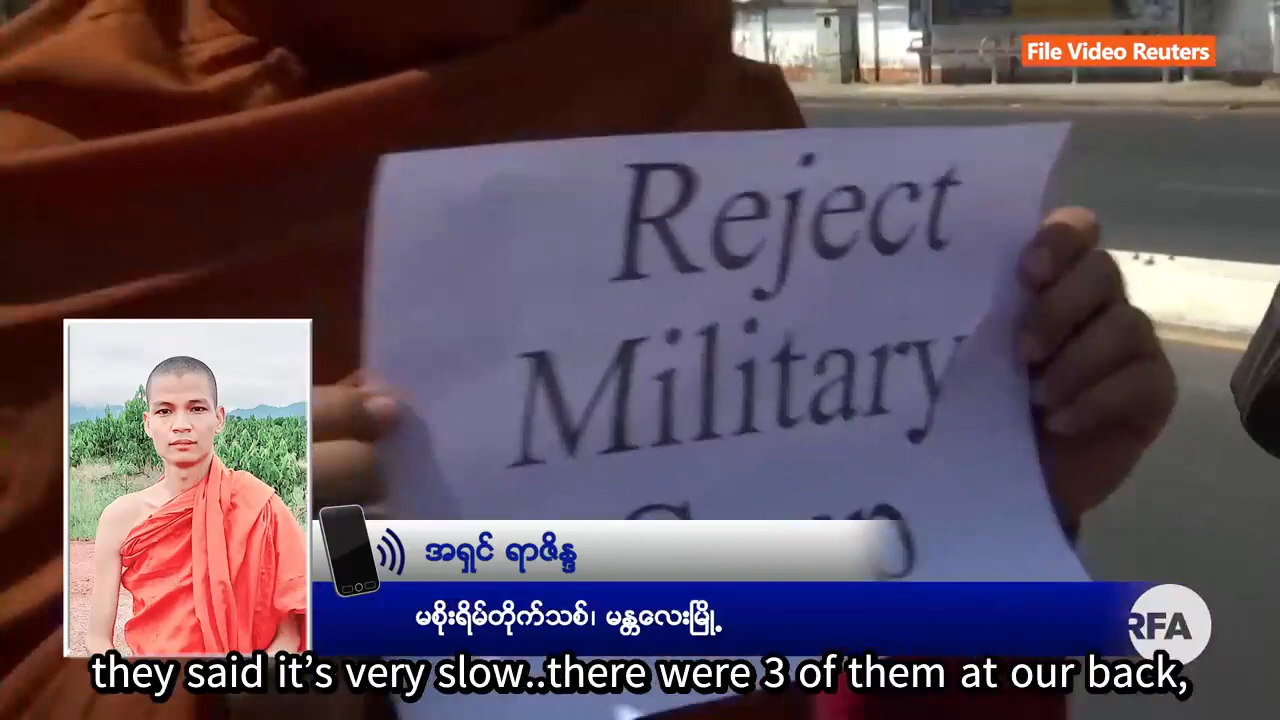 File Video Reuters
Reject
Military
အရှင် ရာဇိန္ဒ
မစိုးရိမ်တိုက်သစ်၊ မန္တလေးမြို့
RFA
they said it’s very slow..there were 3 of them at our back,